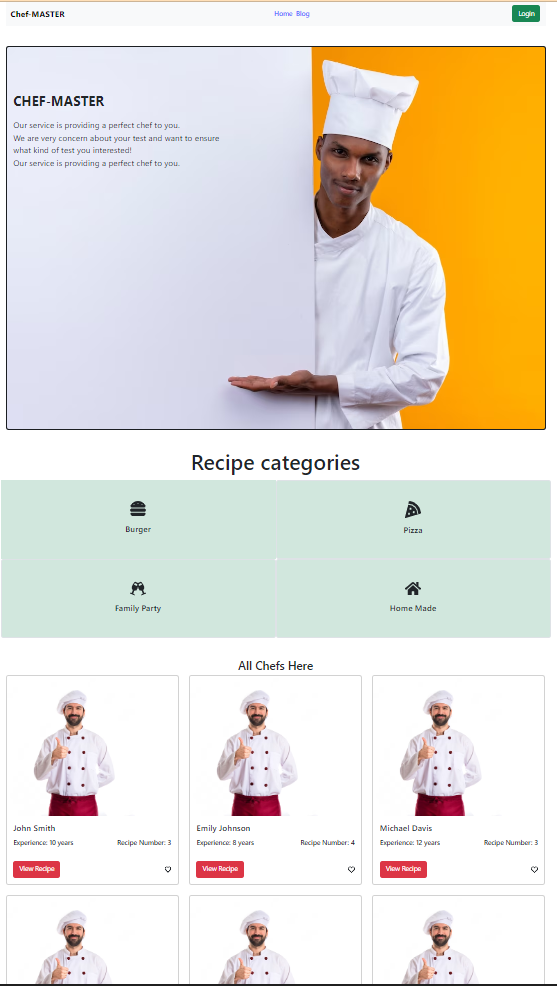 Chef-MASTER
Home Blog
Login
CHEF-MASTER
Our service is providing a perfect chef to you.
We are very concern about your test and want to ensure
what kind of test you interested!
Our service is providing a perfect chef to you.
Recipe categories
Burger
Pizza
Family Party
Home Made
All Chefs Here
John Smith
Experience: 10 years
Recipe Number: 3
View Recipe
Emily Johnson
Experience: 8 years
Recipe Number: 4
View Recipe
Michael Davis
Experience: 12 years
Recipe Number: 3
View Recipe